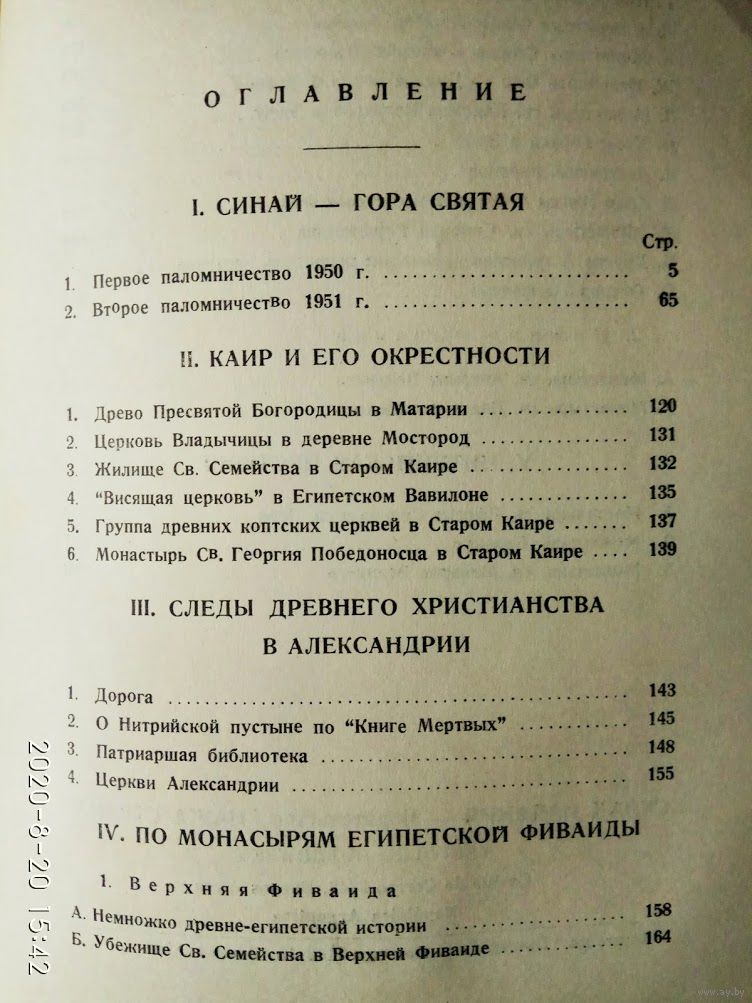 ОГЛАВЛЕНИЕ
I. СИНАЙ — ГОРА СВЯТАЯ
Стр.
1. Первое паломничество 1950 г. ............................ 5
2. Второе паломничество 1951 г. ............................ 65
II. КАИР И ЕГО ОКРЕСТНОСТИ
1. Древо Пресвятой Богородицы в Матарии ................ 120
2. Церковь Владычицы в деревне Мостород ................ 131
3. Жилище Св. Семейства в Старом Каире ................. 132
4. “Висящая церковь” в Египетском Вавилоне .............. 135
5. Группа древних коптских церквей в Старом Каире ....... 137
6. Монастырь Св. Георгия Победоносца в Старом Каире .... 139
III. СЛЕДЫ ДРЕВНЕГО ХРИСТИАНСТВА
В АЛЕКСАНДРИИ
1. Дорога .................................................. 143
2. О Нитрийской пустыне по “Книге Мертвых” ............ 145
3. Патриаршая библиотека ................................. 148
4. Церкви Александрии .................................... 155
IV. ПО МОНАСЫРЯМ ЕГИПЕТСКОЙ ФИВАИДЫ
1. Верхняя Фиваида
А. Немножко древне-египетской истории .................... 158
Б. Убежище Св. Семейства в Верхней Фиваиде .............. 164
2020-8-20 15:42
www.ay.by